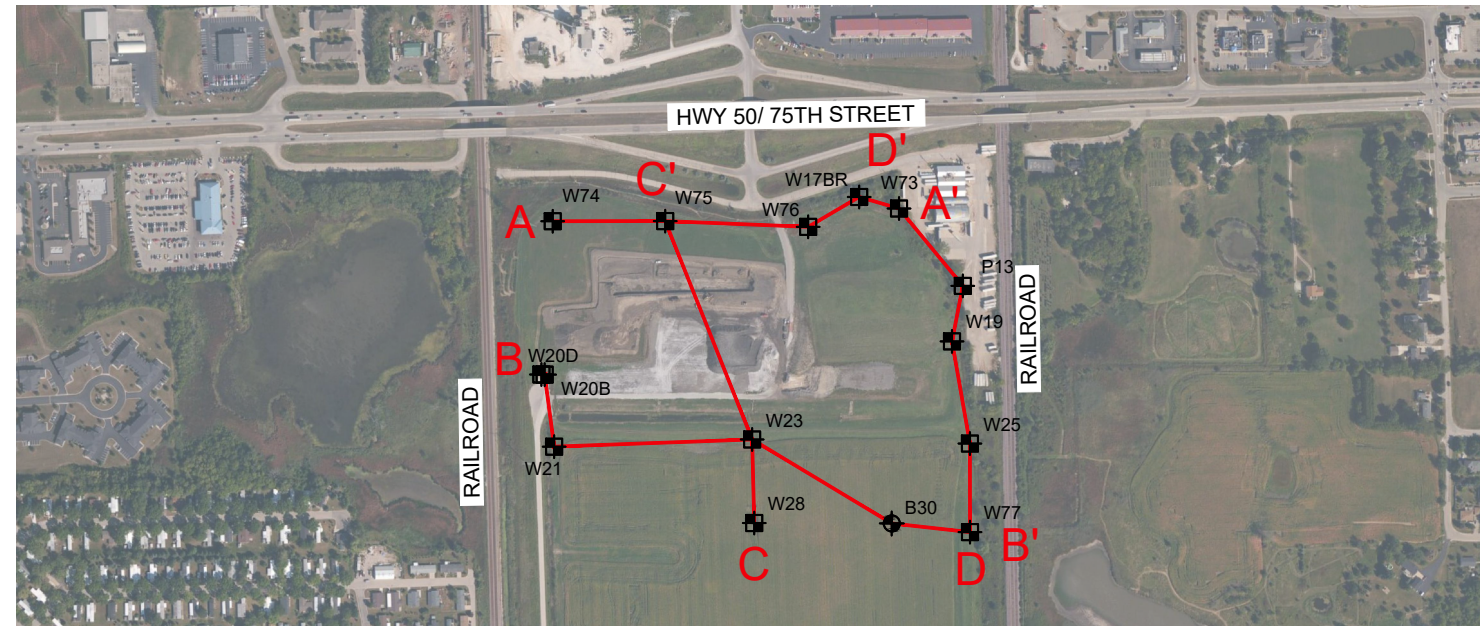 HWY 50/ 75TH STREET
D'
C'
W17BR
W73
W74
W75
W76
A'
A
P13
RAILROAD
W19
B
W20D
W20B
RAILROAD
W23
W25
W21
W28
B30
W77
B'
C
D